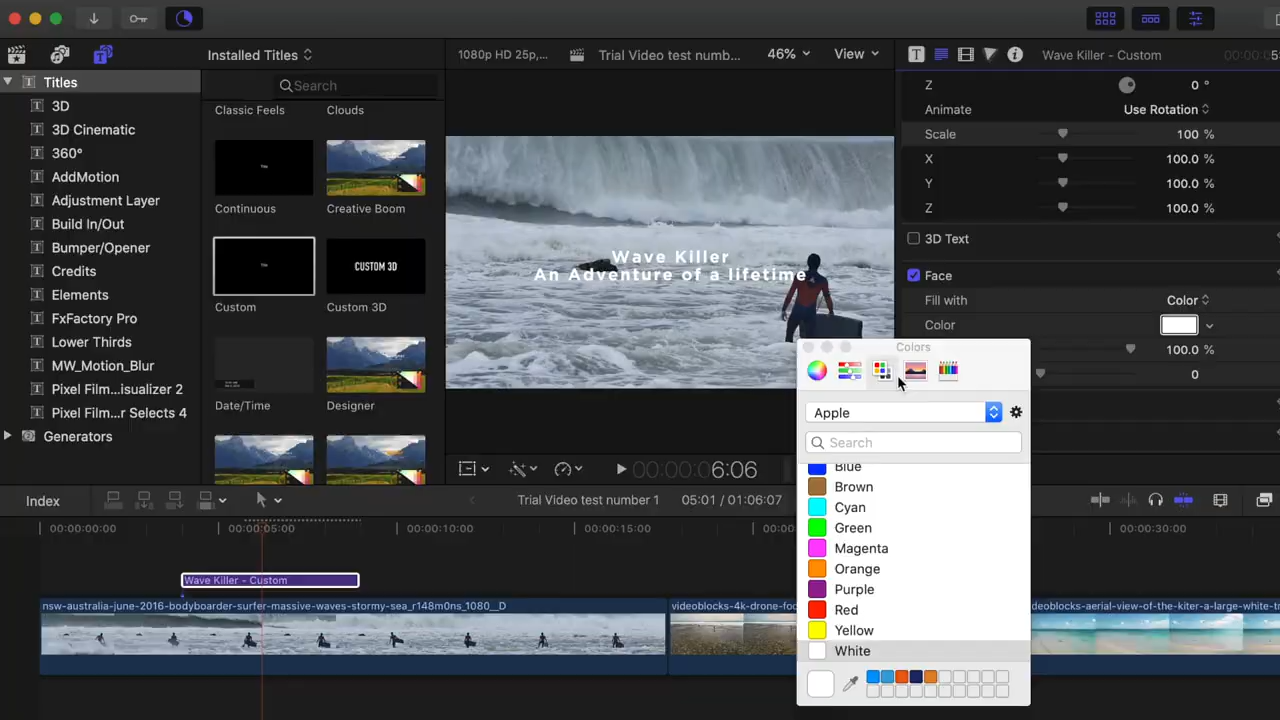 Installed Titles
1080p HD 25p,...
Trial Video test numb...
46%
View
Wave Killer - Custom
Titles
3D
3D Cinematic
360°
AddMotion
Adjustment Layer
Build In/Out
Bumper/Opener
Credits
Elements
FxFactory Pro
Lower Thirds
MW_Motion_Blur
Pixel Film...isualizer 2
Pixel Film...r Selects 4
Generators
Search
Classic Feels
Clouds
Continuous
Creative Boom
CUSTOM 3D
Custom
Custom 3D
Date/Time
Designer
Wave Killer
An Adventure of a lifetime
00:00:00 6:06
Z 0 °
Animate Use Rotation
Scale 100 %
X 100.0 %
Y 100.0 %
Z 100.0 %
3D Text
Face
Fill with Color
Color
100.0 %
0
Colors
Apple
Search
Blue
Brown
Cyan
Green
Magenta
Orange
Purple
Red
Yellow
White
Index
Trial Video test number 1
05:01 / 01:06:07
00:00:00:00
00:00:05:00
00:00:10:00
00:00:15:00
00:00:30:00
Wave Killer - Custom
nsw-australia-june-2016-bodyboarder-surfer-massive-waves-stormy-sea_r148m0ns_1080__D
videoblocks-4k-drone-foo
deoblocks-aerial-view-of-the-kiter-a-large-white-tr